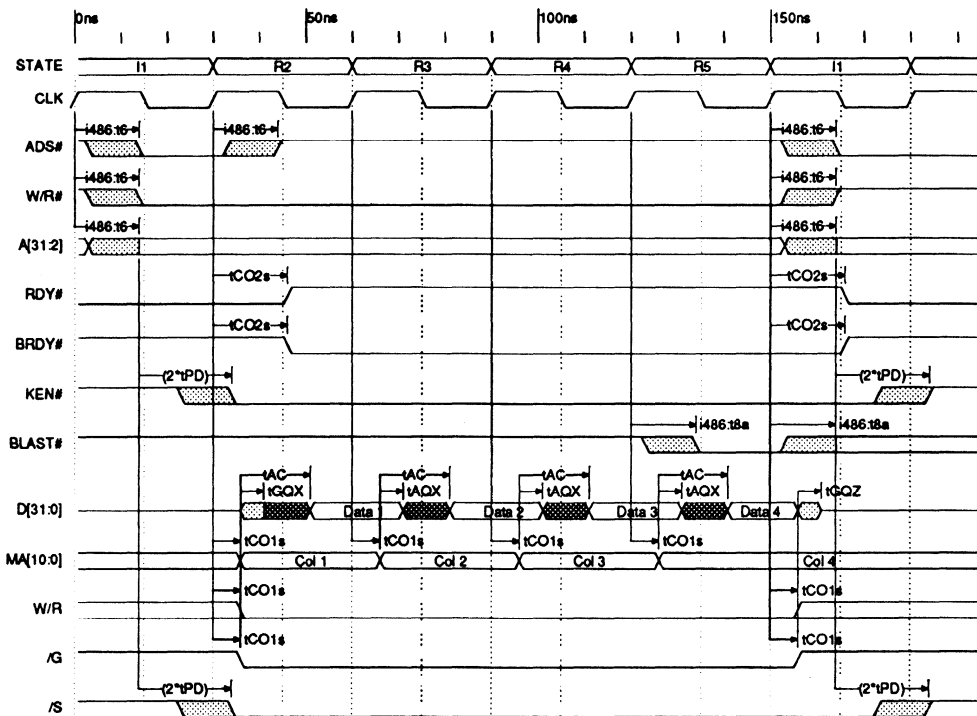 0ns 50ns 100ns 150ns
STATE I1 R2 R3 R4 R5 I1
CLK
i486.t6 i486.t6 i486.t6
ADS#
i486.t6 i486.t6
W/R#
i486.t6 i486.t6
A[31:2]
tCO2s tCO2s
RDY#
tCO2s tCO2s
BRDY#
(2*tPD) (2*tPD)
KEN#
i486.t8a i486.t8a
BLAST#
tAC tAC tAC tAC
tGQX tAQX tAQX tAQX tGQZ
D[31:0] Data 1 Data 2 Data 3 Data 4
tCO1s tCO1s tCO1s tCO1s
MA[10:0] Col 1 Col 2 Col 3 Col 4
tCO1s tCO1s
W/R
tCO1s tCO1s
/G
(2*tPD) (2*tPD)
/S